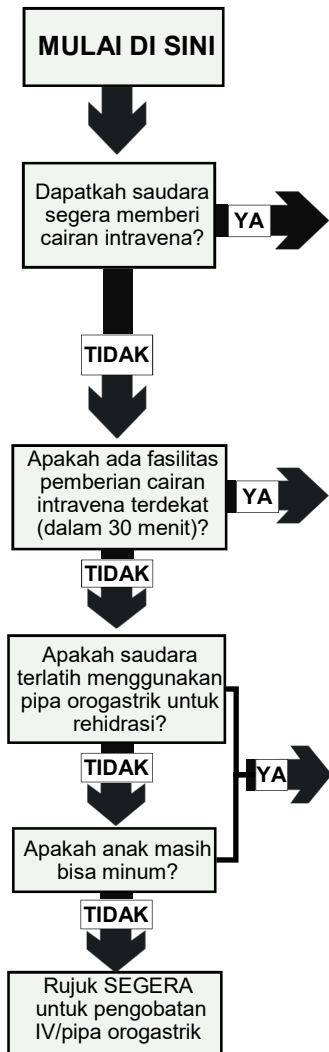 MULAI DI SINI
Dapatkah saudara
segera memberi
cairan intravena?
YA
TIDAK
Apakah ada fasilitas
pemberian cairan
intravena terdekat
(dalam 30 menit)?
YA
TIDAK
Apakah saudara
terlatih menggunakan
pipa orogastrik untuk
rehidrasi?
YA
TIDAK
Apakah anak masih
bisa minum?
TIDAK
Rujuk SEGERA
untuk pengobatan
IV/pipa orogastrik